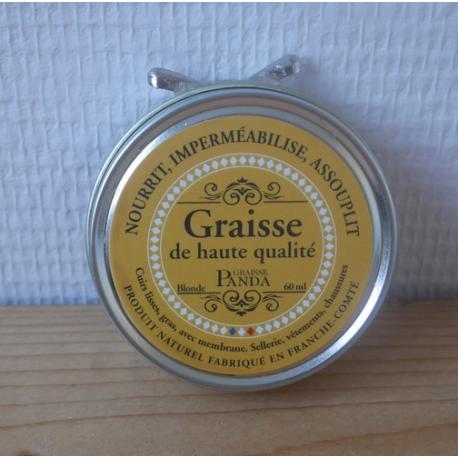 NOURRIT, IMPERMÉABILISE, ASSOUPLIT
Graisse
de haute qualité
GRAISSE
PANDA
Blonde
60 ml
Cuirs lisses, gras, avec membrane. Sellerie, vêtements, chaussures
PRODUIT NATUREL FABRIQUÉ EN FRANCHE-COMTÉ